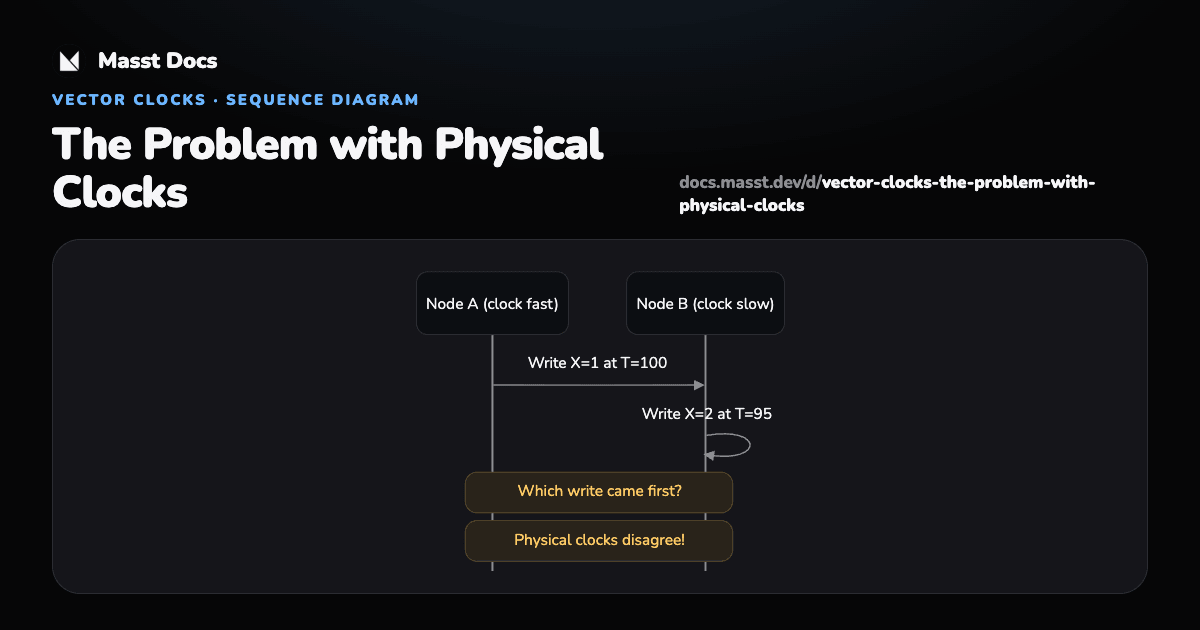 Masst Docs
VECTOR CLOCKS · SEQUENCE DIAGRAM
The Problem with Physical
Clocks
docs.masst.dev/d/vector-clocks-the-problem-with-
physical-clocks
Node A (clock fast)
Node B (clock slow)
Write X=1 at T=100
Write X=2 at T=95
Which write came first?
Physical clocks disagree!